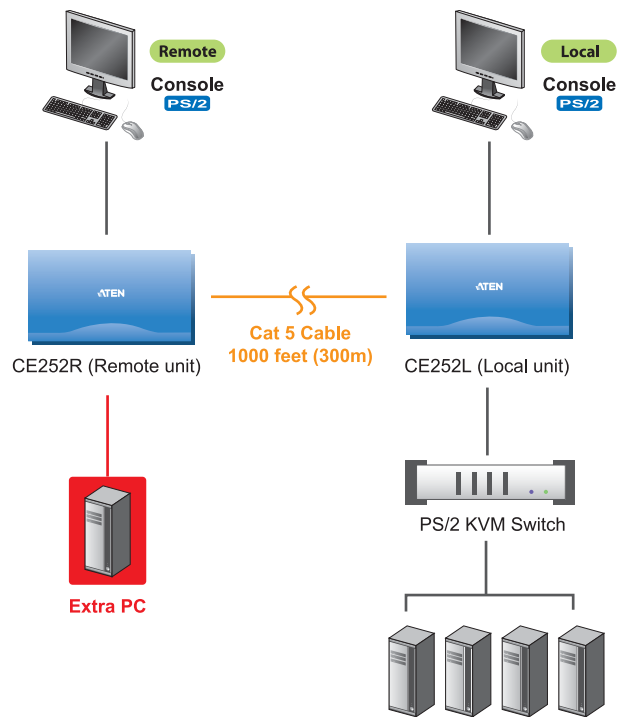 Remote
Console
PS/2
Local
Console
PS/2
ATEN
ATEN
Cat 5 Cable
1000 feet (300m)
CE252R (Remote unit)
CE252L (Local unit)
PS/2 KVM Switch
Extra PC